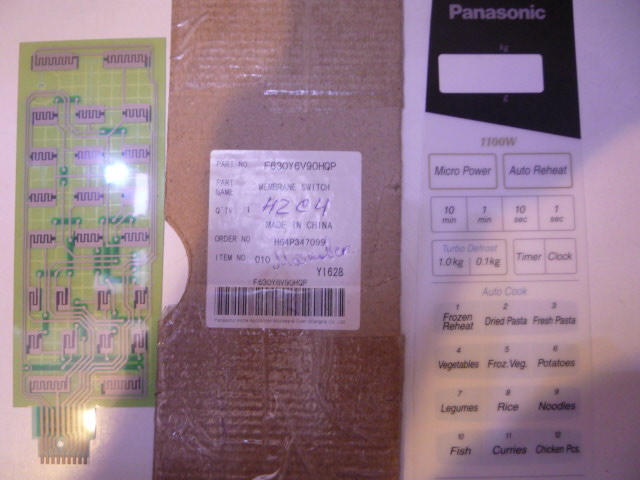 PART NO. F630Y6V90HQP
PART NAME MEMBRANE SWITCH
Q'TY 1 4204
MADE IN CHINA
ORDER NO H64P347099
ITEM NO 010
Y1628
F630Y6V90HQP
Panasonic
kg
g
1100W
Micro Power Auto Reheat
10 min 1 min 10 sec 1 sec
Turbo Defrost
1.0kg 0.1kg Timer Clock
Auto Cook
1 Frozen Reheat 2 Dried Pasta 3 Fresh Pasta
4 Vegetables 5 Froz.Veg. 6 Potatoes
7 Legumes 8 Rice 9 Noodles
10 Fish 11 Curries 12 Chicken Pcs.